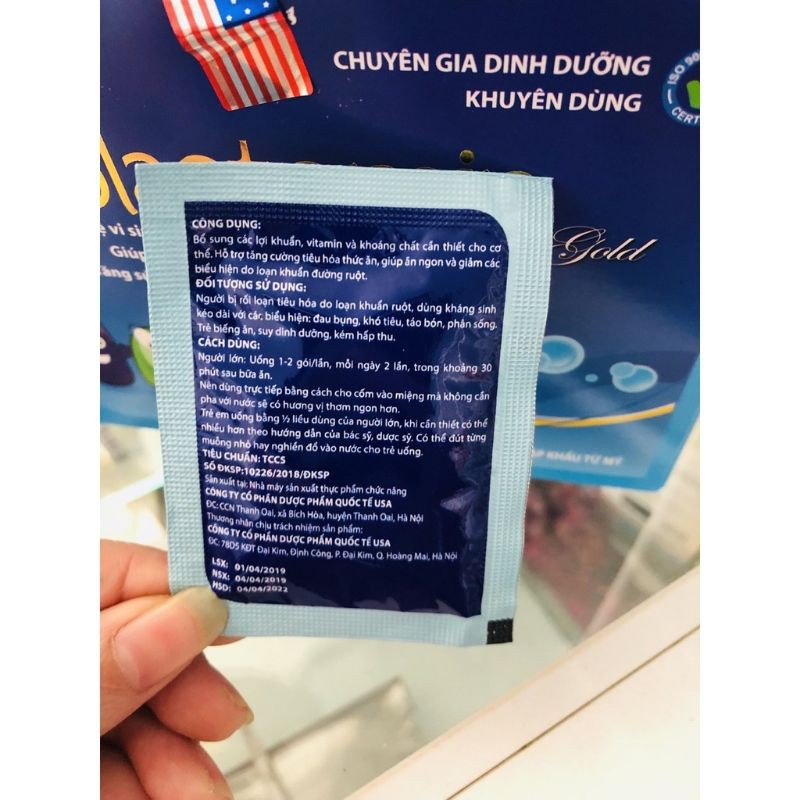 CHUYÊN GIA DINH DƯỠNG
KHUYÊN DÙNG
ISO
CERT
Gold
CÔNG DỤNG:
Bổ sung các lợi khuẩn, vitamin và khoáng chất cần thiết cho cơ
thể. Hỗ trợ tăng cường tiêu hóa thức ăn, giúp ăn ngon và giảm các
biểu hiện do loạn khuẩn đường ruột.
ĐỐI TƯỢNG SỬ DỤNG:
Người bị rối loạn tiêu hóa do loạn khuẩn ruột, dùng kháng sinh
kéo dài với các biểu hiện: đau bụng, khó tiêu, táo bón, phân sống.
Trẻ biếng ăn, suy dinh dưỡng, kém hấp thu.
CÁCH DÙNG:
Người lớn: Uống 1-2 gói/lần, mỗi ngày 2 lần, trong khoảng 30
phút sau bữa ăn.
Nên dùng trực tiếp bằng cách cho cốm vào miệng mà không cần
pha với nước sẽ có hương vị thơm ngon hơn.
Trẻ em uống bằng ½ liều dùng của người lớn, khi cần thiết có thể
nhiều hơn theo hướng dẫn của bác sỹ, dược sỹ. Có thể đút từng
muỗng nhỏ hay nghiền đổ vào nước cho trẻ uống.
TIÊU CHUẨN: TCCS
SỐ ĐKSP:10226/2018/ĐKSP
Sản xuất tại: Nhà máy sản xuất thực phẩm chức năng
CÔNG TY CỔ PHẦN DƯỢC PHẨM QUỐC TẾ USA
ĐC: CCN Thanh Oai, xã Bích Hòa, huyện Thanh Oai, Hà Nội
Thương nhân chịu trách nhiệm sản phẩm:
CÔNG TY CỔ PHẦN DƯỢC PHẨM QUỐC TẾ USA
ĐC: 78D5 KĐT Đại Kim, Định Công, P. Đại Kim, Q. Hoàng Mai, Hà Nội
LSX: 01/04/2019
NSX: 04/04/2019
HSD: 04/04/2022
KHẨU TỪ MỸ